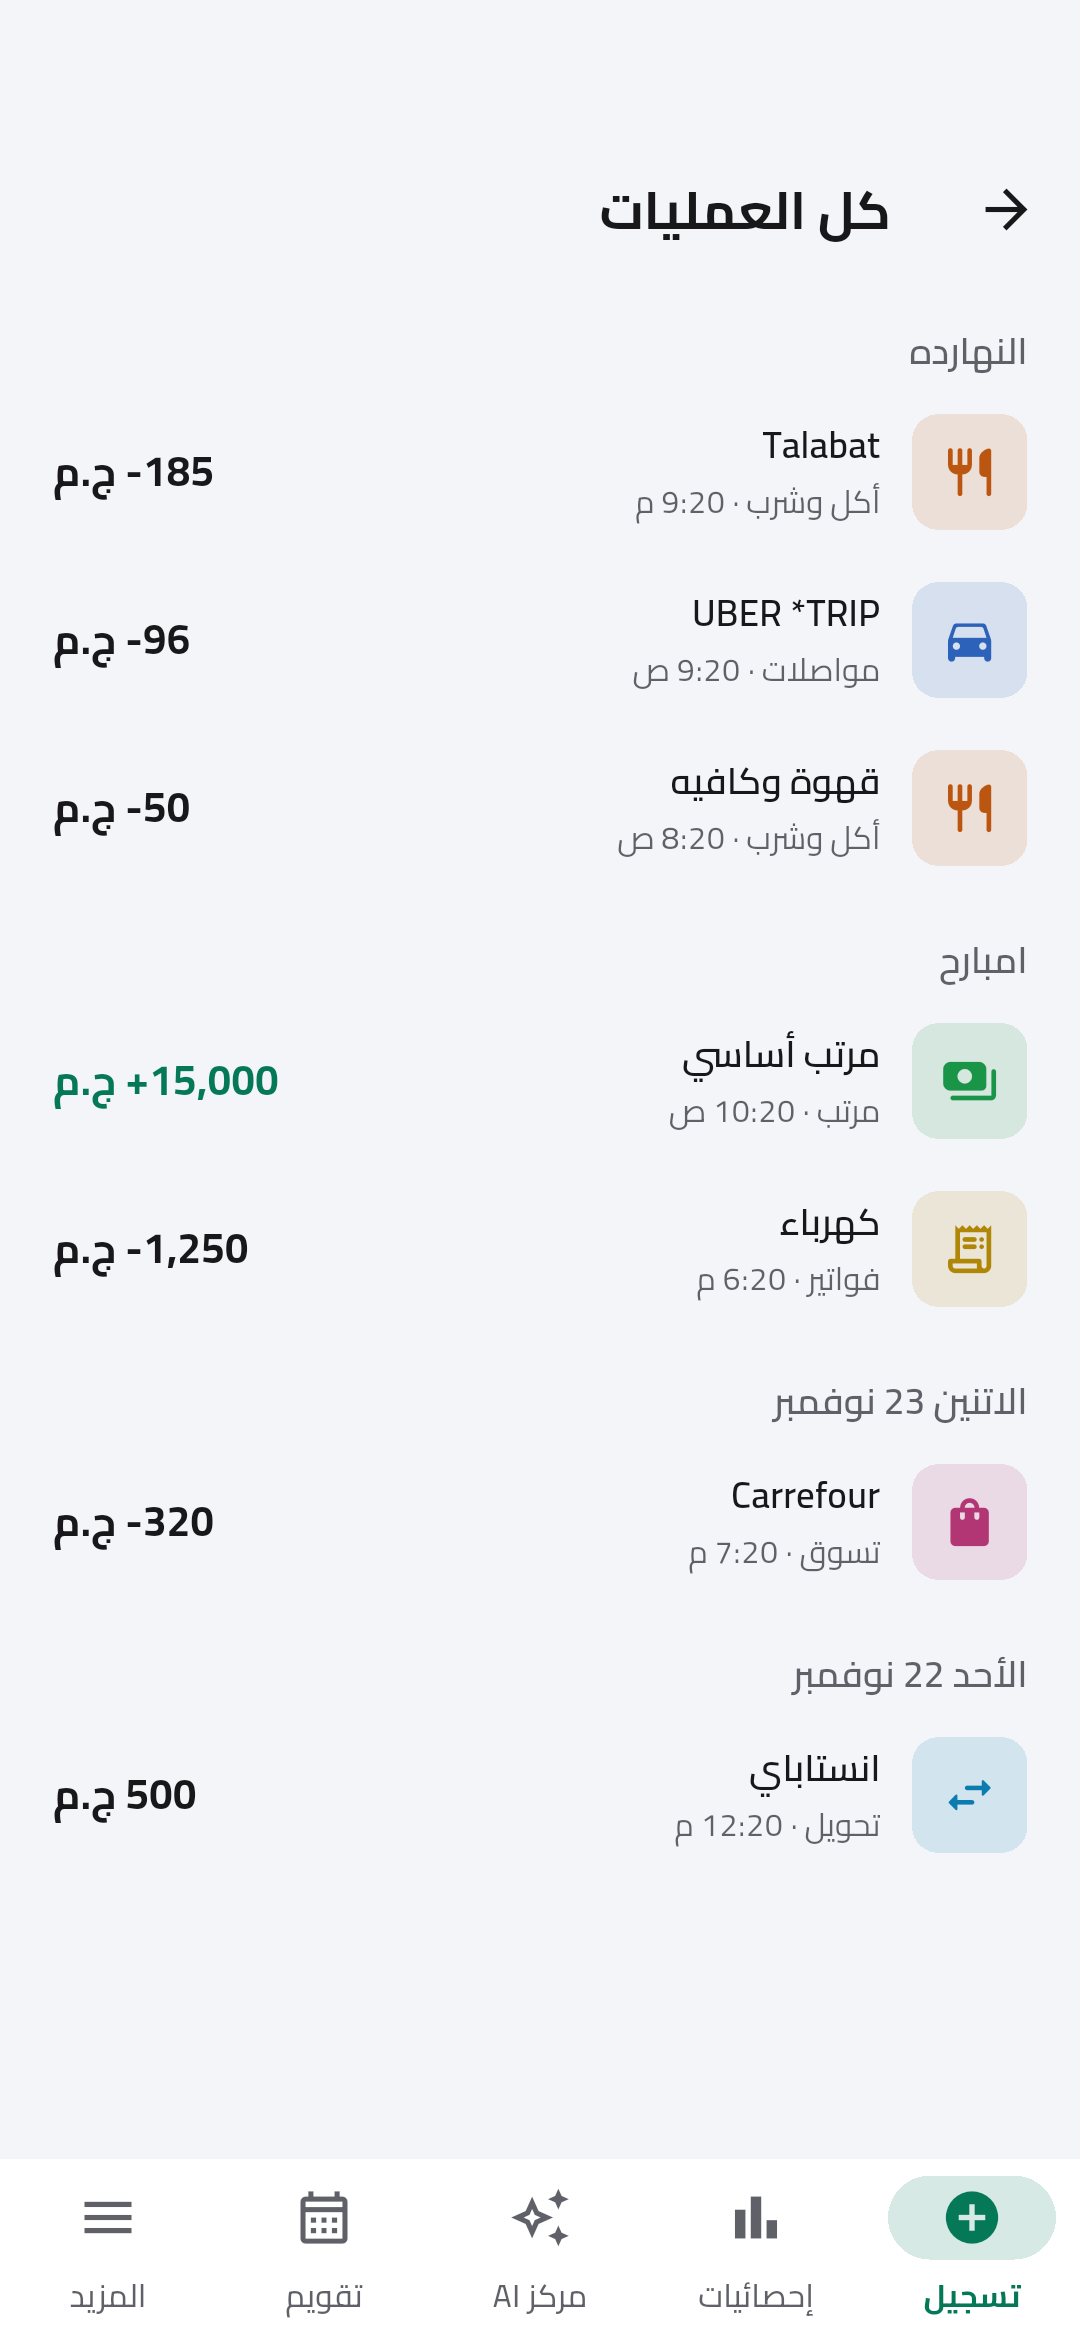 كل العمليات
النهارده
Talabat
أكل وشرب · 9:20 م
-185 ج.م
UBER *TRIP
مواصلات · 9:20 ص
-96 ج.م
قهوة وكافيه
أكل وشرب · 8:20 ص
-50 ج.م
امبارح
مرتب أساسي
مرتب · 10:20 ص
+15,000 ج.م
كهرباء
فواتير · 6:20 م
-1,250 ج.م
الاتنين 23 نوفمبر
Carrefour
تسوق · 7:20 م
-320 ج.م
الأحد 22 نوفمبر
انستاباي
تحويل · 12:20 م
500 ج.م
تسجيل
إحصائيات
مركز AI
تقويم
المزيد